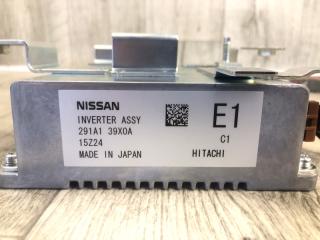 NISSAN
INVERTER ASSY
291A1 39X0A
15Z24
MADE IN JAPAN
E1
C1
HITACHI